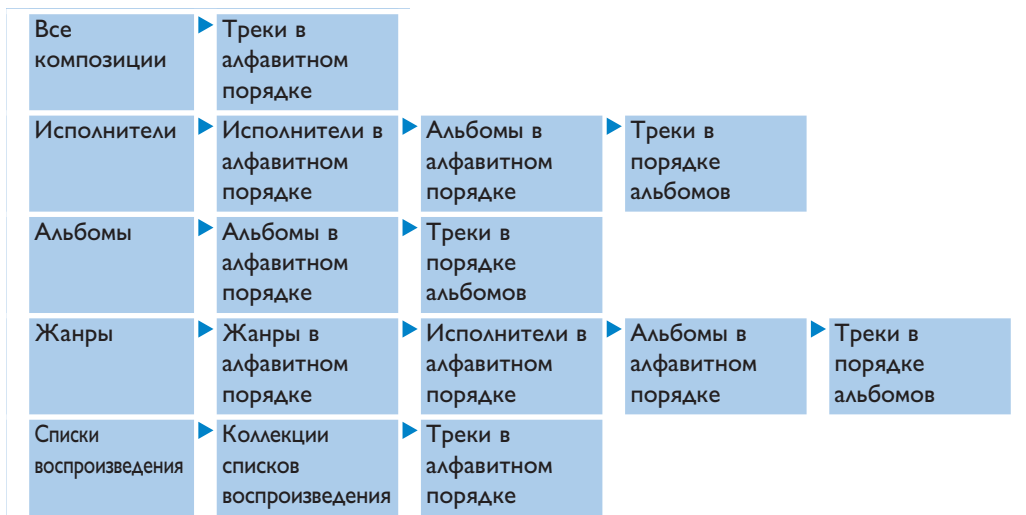 Все
композиции
Треки в
алфавитном
порядке
Исполнители
Исполнители в
алфавитном
порядке
Альбомы в
алфавитном
порядке
Треки в
порядке
альбомов
Альбомы
Альбомы в
алфавитном
порядке
Треки в
порядке
альбомов
Жанры
Жанры в
алфавитном
порядке
Исполнители в
алфавитном
порядке
Альбомы в
алфавитном
порядке
Треки в
порядке
альбомов
Списки
воспроизведения
Коллекции
списков
воспроизведения
Треки в
алфавитном
порядке